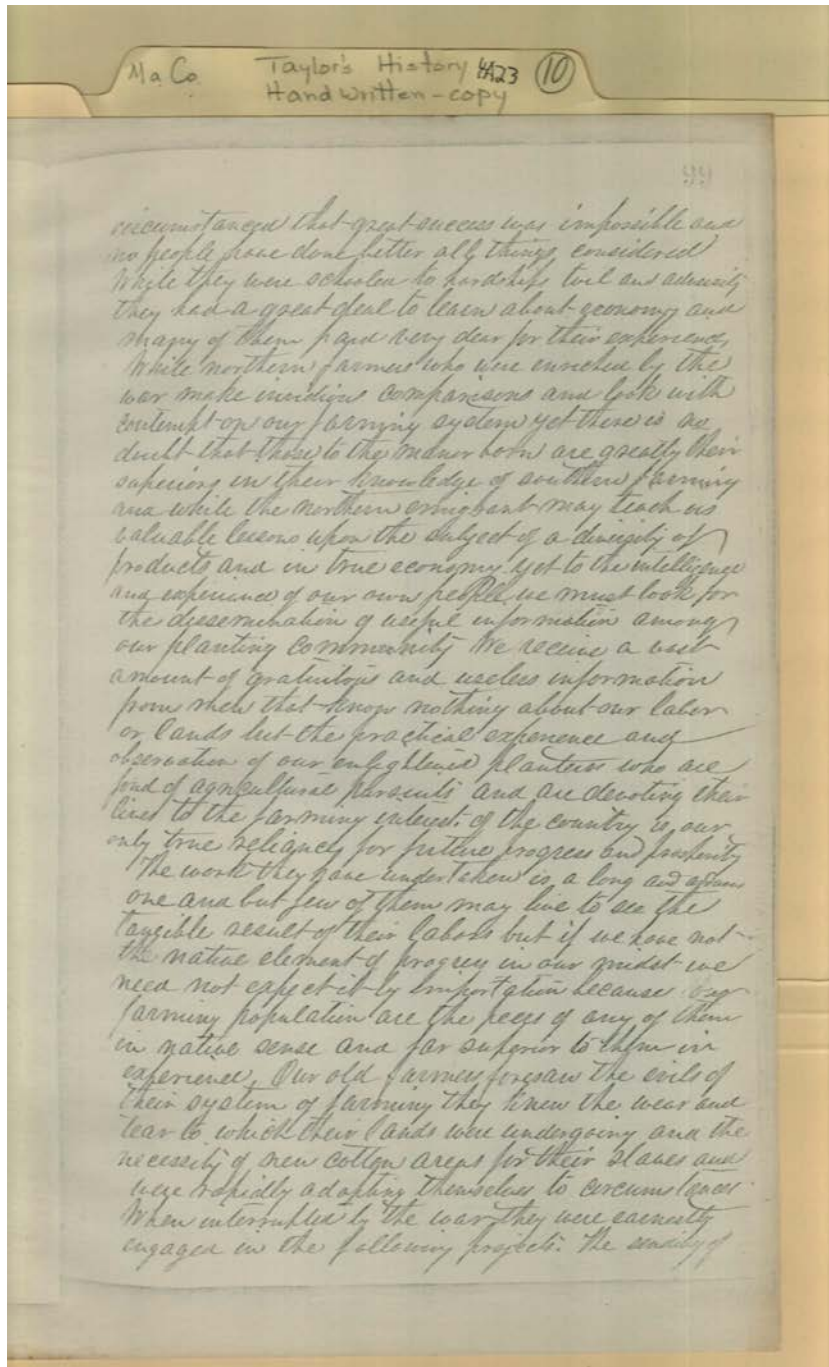 Ma. Co. Taylor's History 4A23 10
Handwritten-copy
99
circumstanced that great success was impossible and
no people have done better all things, considered
While they were schooled to hardships toil and adversity
they had a great deal to learn about economy and
many of them paid very dear for their experience,
While northern farmers who were enriched by the
war make invidious comparisons and look with
contempt on our farming system yet there is no
doubt that those to the manor born are greatly their
superiors in their knowledge of southern farming
and while the northern emigrant may teach us
valuable lessons upon the subject of a diversity of
products and in true economy yet to the intelligence
and experience of our own people we must look for
the dissemination of useful information among
our planting community We receive a vast
amount of gratuitous and useless information
from men that know nothing about our labor
or lands but the practical experience and
observation of our enlightened planters who are
fond of agricultural pursuits and are devoting their
lives to the farming interests of the country is our
only true reliance for future progress and prosperity
The work they have undertaken is a long and
one and but few of them may live to see the
tangible result of their labors but if we have not
the native element of progress in our midst we
need not expect it by importation because our
farming population are the peers of any of them
in native sense and far superior to them in
experience, Our old farmers foresaw the evils of
their system of farming they knew the wear and
tear to which their lands were undergoing and the
necessity of new cotton areas for their slaves and
were rapidly adapting themselves to circumstances
When interrupted by the war they were earnestly
engaged in the following projects. The sending of